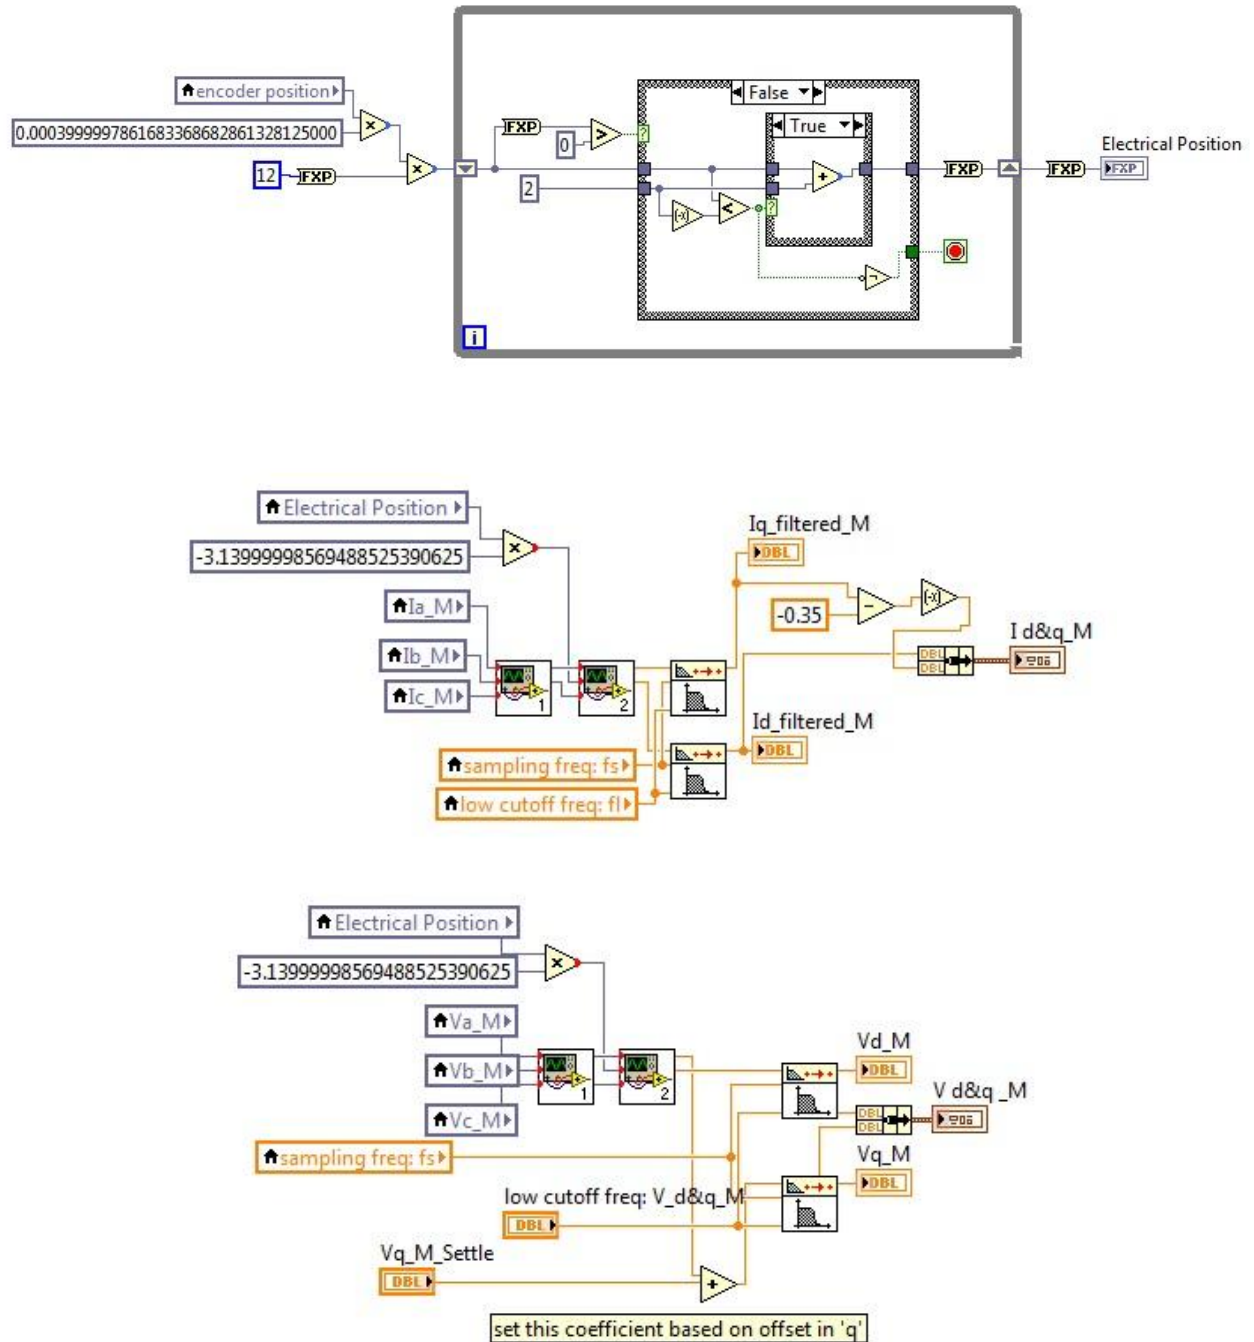 False
encoder position
True
0.000399999786168336868286132812​5000
0
Electrical Position
12
FXP
FXP
FXP
FXP
FXP
2
i
Electrical Position
Iq_filtered_M
-3.13999998569488525390625
DBL
Ia_M
-0.35
I d&q_M
Ib_M
DBL
DBL
Ic_M
1
2
Id_filtered_M
sampling freq: fs
DBL
low cutoff freq: fl
Electrical Position
-3.13999998569488525390625
Va_M
Vd_M
Vb_M
DBL
V d&q _M
1
2
DBL
DBL
Vc_M
sampling freq: fs
Vq_M
DBL
low cutoff freq: V_d&q_M
DBL
Vq_M_Settle
DBL
set this coefficient based on offset in 'q'